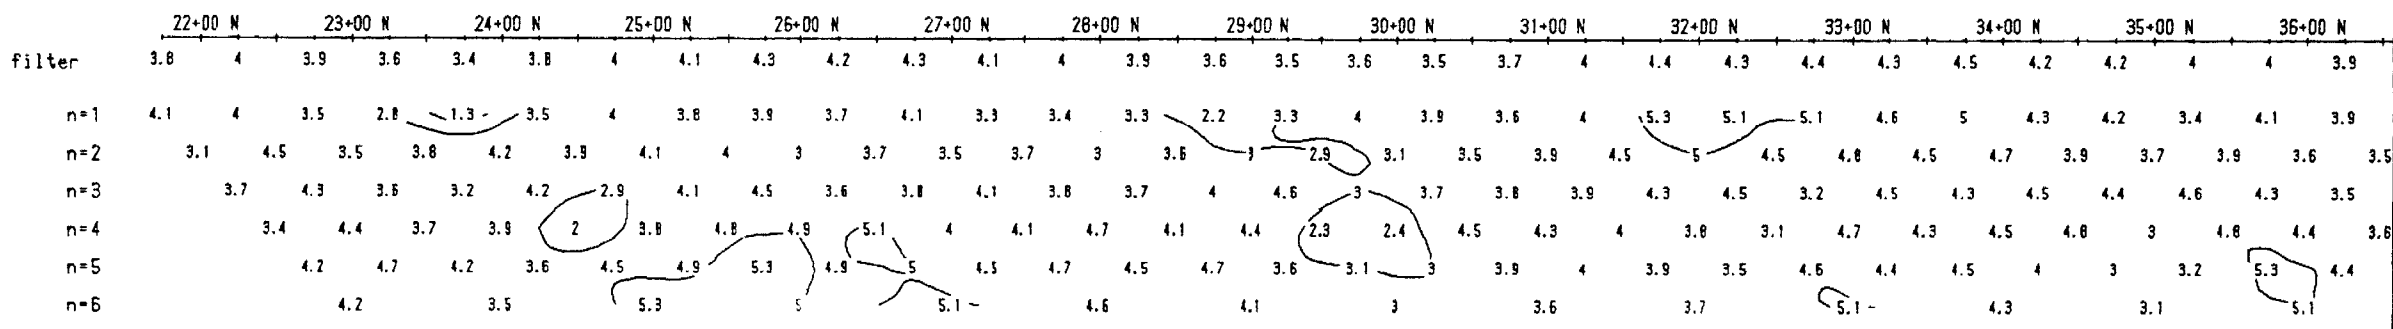 22+00 N 23+00 N 24+00 N 25+00 N 26+00 N 27+00 N 28+00 N 29+00 N 30+00 N 31+00 N 32+00 N 33+00 N 34+00 N 35+00 N 36+00 N
filter 3.8 4 3.9 3.6 3.4 3.8 4 4.1 4.3 4.2 4.3 4.1 4 3.9 3.6 3.5 3.6 3.5 3.7 4 4.4 4.3 4.4 4.3 4.5 4.2 4.2 4 4 3.9
n=1 4.1 4 3.5 2.8 1.3 3.5 4 3.8 3.9 3.7 4.1 3.3 3.4 3.3 2.2 3.3 4 3.9 3.6 4 5.3 5.1 5.1 4.6 5 4.3 4.2 3.4 4.1 3.9
n=2 3.1 4.5 3.5 3.8 4.2 3.9 4.1 4 3 3.7 3.5 3.7 3 3.6 3 2.9 3.1 3.5 3.9 4.5 5 4.5 4.8 4.5 4.7 3.9 3.7 3.9 3.6 3.5
n=3 3.7 4.3 3.6 3.2 4.2 2.9 4.1 4.5 3.6 3.8 4.1 3.8 3.7 4 4.6 3 3.7 3.8 3.9 4.3 4.5 3.2 4.5 4.3 4.5 4.4 4.6 4.3 3.5
n=4 3.4 4.4 3.7 3.9 2 3.8 4.8 4.9 5.1 4 4.1 4.7 4.1 4.4 2.3 2.4 4.5 4.3 4 3.8 3.1 4.7 4.3 4.5 4.8 3 4.8 4.4 3.6
n=5 4.2 4.7 4.2 3.6 4.5 4.9 5.3 4.9 5 4.5 4.7 4.5 4.7 3.6 3.1 3 3.9 4 3.9 3.5 4.6 4.4 4.5 4 3 3.2 5.3 4.4
n=6 4.2 3.5 5.3 5 5.1 4.6 4.1 3 3.6 3.7 5.1 4.3 3.1 5.1